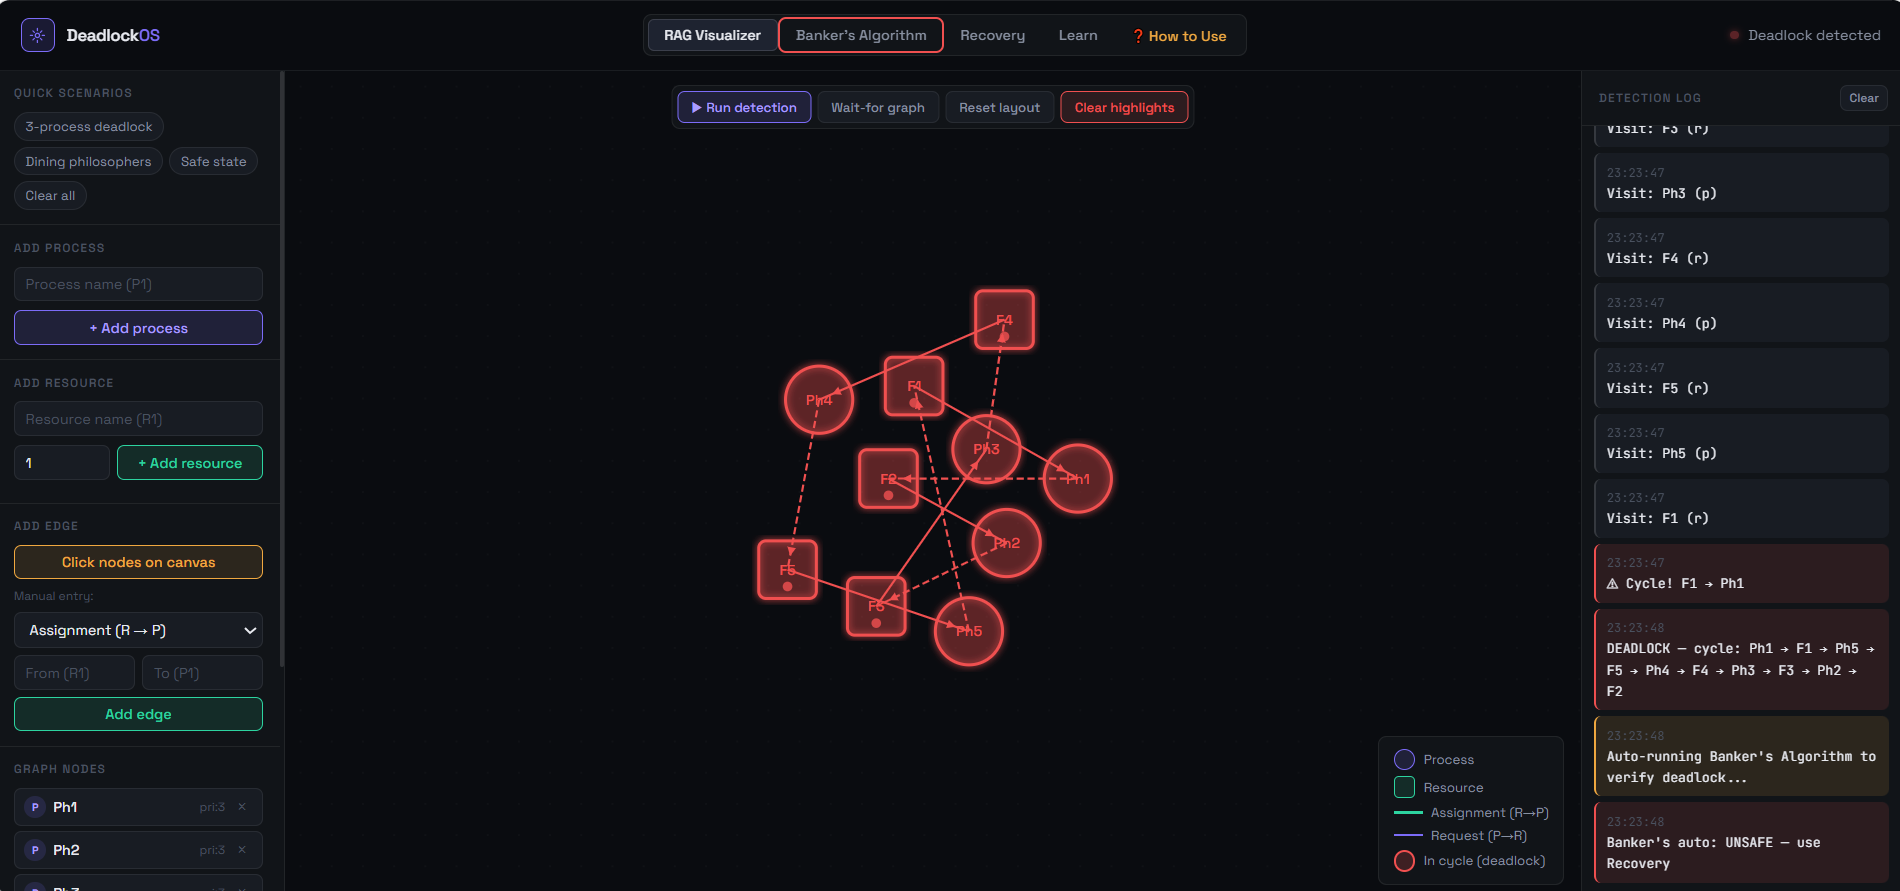 DeadlockOS
RAG Visualizer
Banker's Algorithm
Recovery
Learn
❓ How to Use
Deadlock detected
QUICK SCENARIOS
3-process deadlock
Dining philosophers
Safe state
Clear all
ADD PROCESS
Process name (P1)
+ Add process
ADD RESOURCE
Resource name (R1)
1
+ Add resource
ADD EDGE
Click nodes on canvas
Manual entry:
Assignment (R → P)
From (R1)
To (P1)
Add edge
GRAPH NODES
P Ph1 pri:3 ×
P Ph2 pri:3 ×
▶ Run detection
Wait-for graph
Reset layout
Clear highlights
F4
F1
Ph4
Ph3
F2
Ph1
Ph2
F5
Ph5
Process
Resource
Assignment (R→P)
Request (P→R)
In cycle (deadlock)
DETECTION LOG
Clear
Visit: F3 (r)
23:23:47
Visit: Ph3 (p)
23:23:47
Visit: F4 (r)
23:23:47
Visit: Ph4 (p)
23:23:47
Visit: F5 (r)
23:23:47
Visit: Ph5 (p)
23:23:47
Visit: F1 (r)
23:23:47
⚠ Cycle! F1 → Ph1
23:23:48
DEADLOCK — cycle: Ph1 → F1 → Ph5 →
F5 → Ph4 → F4 → Ph3 → F3 → Ph2 →
F2
23:23:48
Auto-running Banker's Algorithm to
verify deadlock...
23:23:48
Banker's auto: UNSAFE — use
Recovery